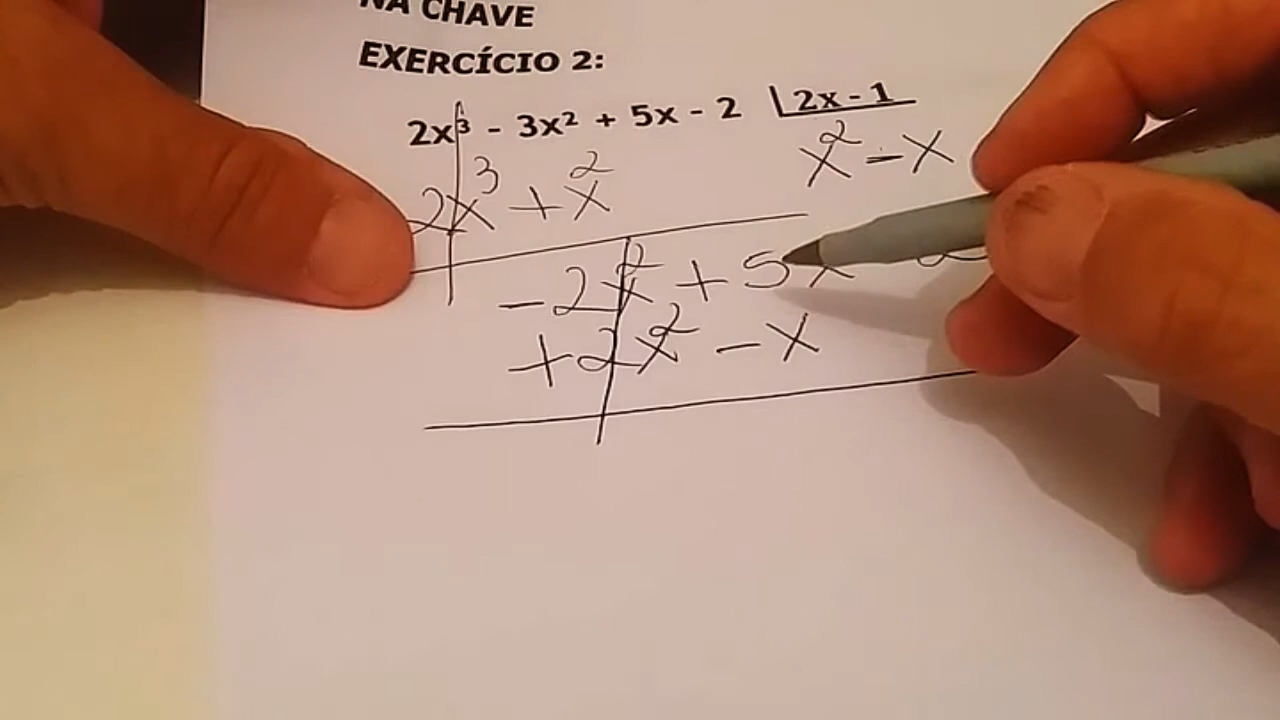 NA CHAVE
EXERCÍCIO 2:
2x³ - 3x² + 5x - 2 2x - 1
x² - x
2x³ + x²
-2x² + 5x
+2x² - x